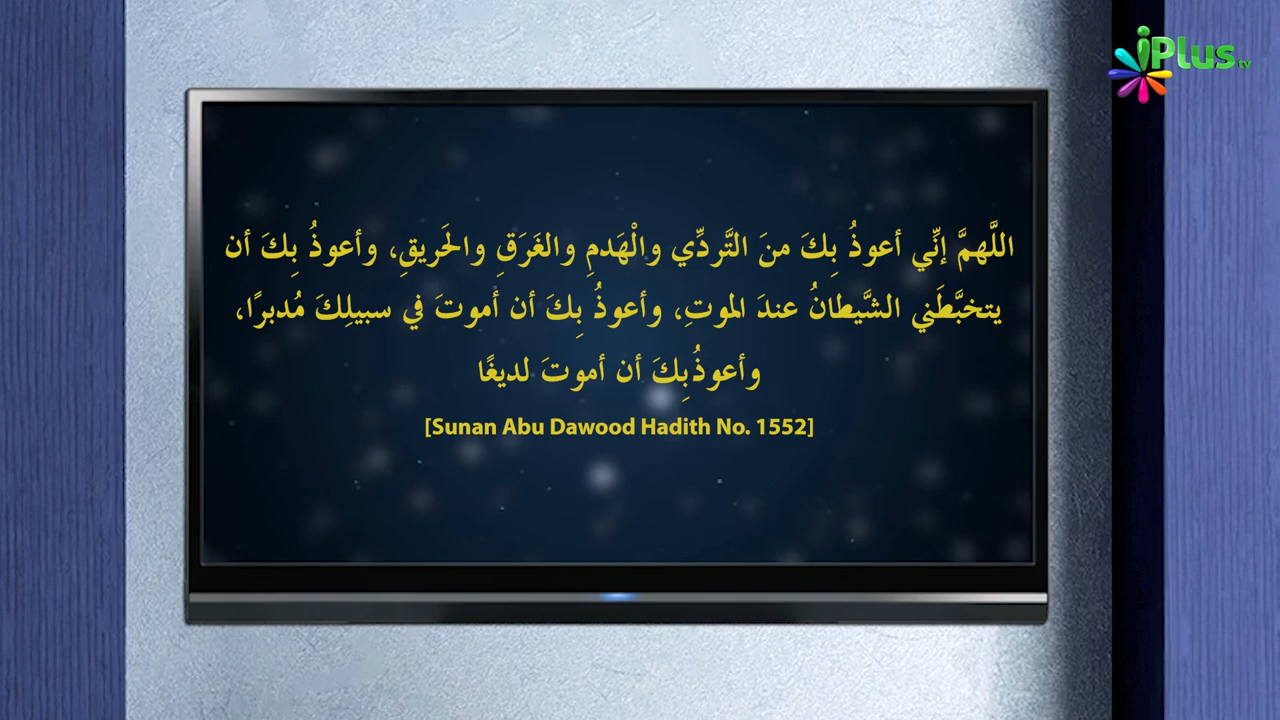 iPlus tv
اللَّهمَّ إنِّي أعوذُ بِكَ منَ التَّردِّي والْهَدمِ والغَرَقِ والحَريقِ، وأعوذُ بِكَ أن
يتخبَّطَني الشَّيطانُ عندَ الموتِ، وأعوذُ بِكَ أن أموتَ في سبيلِكَ مُدبرًا،
وأعوذُبِكَ أن أموتَ لديغًا
[Sunan Abu Dawood Hadith No. 1552]